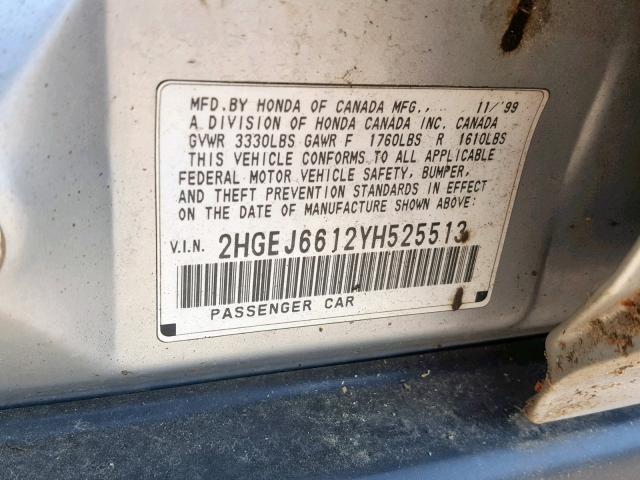 MFD.BY HONDA OF CANADA MFG., 11/'99
A DIVISION OF HONDA CANADA INC. CANADA
GVWR 3330LBS GAWR F 1760LBS R 1610LBS
THIS VEHICLE CONFORMS TO ALL APPLICABLE
FEDERAL MOTOR VEHICLE SAFETY, BUMPER,
AND THEFT PREVENTION STANDARDS IN EFFECT
ON THE DATE OF MANUFACTURE SHOWN ABOVE:
V.I.N. 2HGEJ6612YH525513
PASSENGER CAR